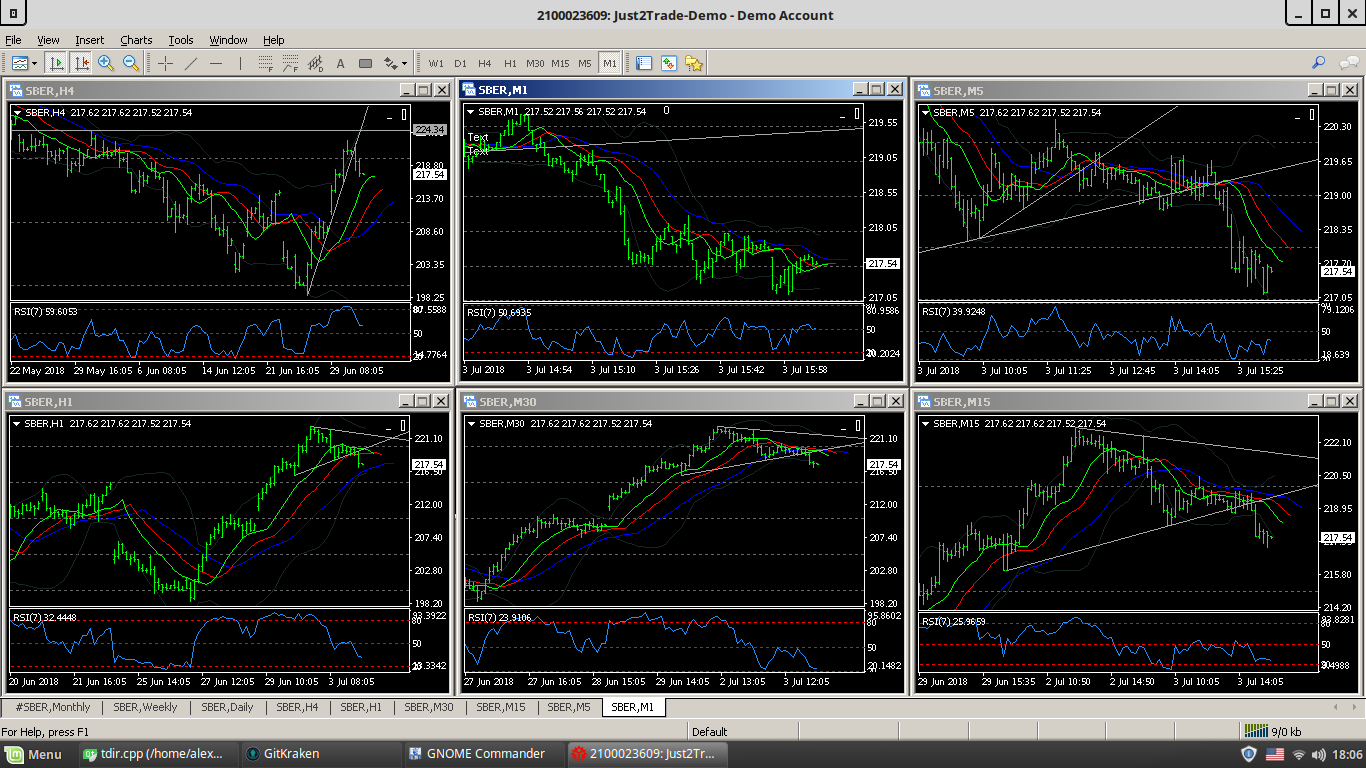 2100023609: Just2Trade-Demo - Demo Account
File View Insert Charts Tools Window Help
A W1 D1 H4 H1 M30 M15 M5 M1
SBER,H4
SBER,H4 217.62 217.62 217.52 217.54
224.34
218.80
217.54
213.70
208.60
203.35
198.25
RSI(7) 59.6053
50
22 May 2018 29 May 16:05 6 Jun 08:05 14 Jun 12:05 21 Jun 16:05 29 Jun 08:05
SBER,M1
SBER,M1 217.52 217.56 217.52 217.54 0
Text
Text
219.55
219.05
218.55
218.05
217.54
217.05
RSI(7) 50.6935
80.9586
50
3 Jul 2018 3 Jul 14:54 3 Jul 15:10 3 Jul 15:26 3 Jul 15:42 3 Jul 15:58
SBER,M5
SBER,M5 217.62 217.62 217.52 217.54
220.30
219.65
219.00
218.35
217.70
217.54
217.05
RSI(7) 39.9248
79.1206
50
18.639
3 Jul 2018 3 Jul 10:05 3 Jul 11:25 3 Jul 12:45 3 Jul 14:05 3 Jul 15:25
SBER,H1
SBER,H1 217.62 217.62 217.52 217.54
221.10
217.54
216.50
212.00
207.40
202.80
198.20
RSI(7) 32.4448
93.3922
80
50
20 Jun 2018 21 Jun 16:05 25 Jun 14:05 27 Jun 12:05 29 Jun 10:05 3 Jul 08:05
SBER,M30
SBER,M30 217.62 217.62 217.52 217.54
221.10
217.54
212.00
207.40
202.80
198.20
RSI(7) 23.9106
95.8602
80
50
27 Jun 2018 27 Jun 16:05 28 Jun 15:05 29 Jun 14:05 2 Jul 13:05 3 Jul 12:05
SBER,M15
SBER,M15 217.62 217.62 217.52 217.54
222.10
220.50
218.95
217.54
215.80
214.20
RSI(7) 25.9659
50
29 Jun 2018 29 Jun 15:35 2 Jul 10:50 2 Jul 14:50 3 Jul 10:05 3 Jul 14:05
#SBER,Monthly SBER,Weekly SBER,Daily SBER,H4 SBER,H1 SBER,M30 SBER,M15 SBER,M5 SBER,M1
For Help, press F1 Default 9/0 kb
Menu tdir.cpp (/home/alex... GitKraken GNOME Commander 2100023609: Just2Tr... 18:06